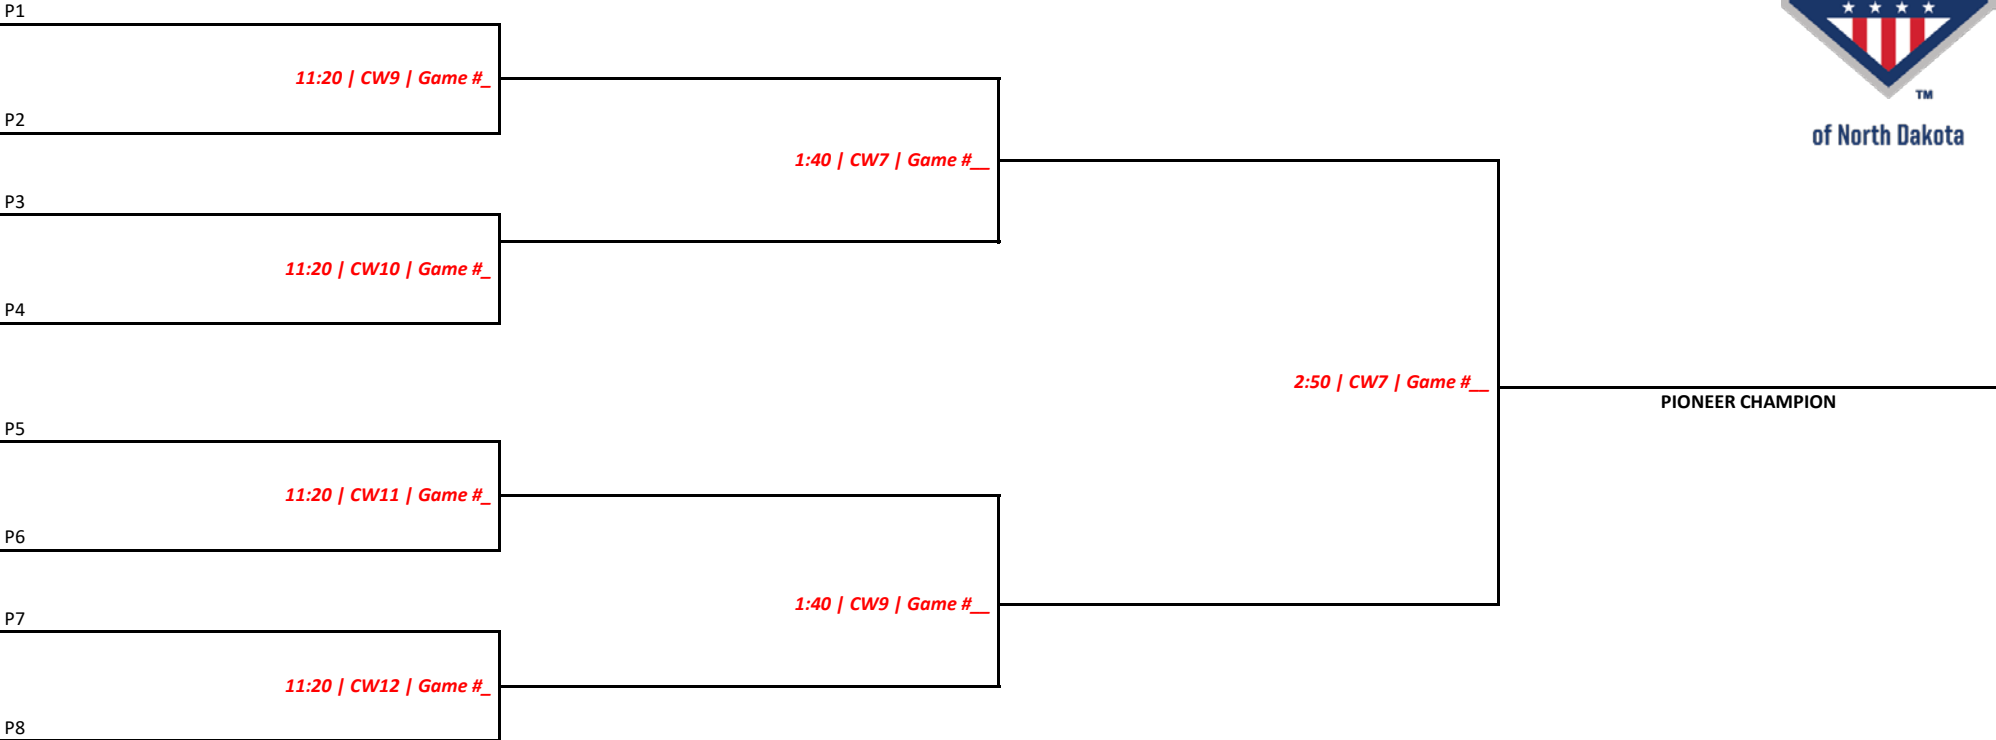 P1
11:20 | CW9 | Game #_
P2
1:40 | CW7 | Game #__
P3
11:20 | CW10 | Game #_
P4
2:50 | CW7 | Game #__
PIONEER CHAMPION
P5
11:20 | CW11 | Game #_
P6
1:40 | CW9 | Game #__
P7
11:20 | CW12 | Game #_
P8
TM
of North Dakota